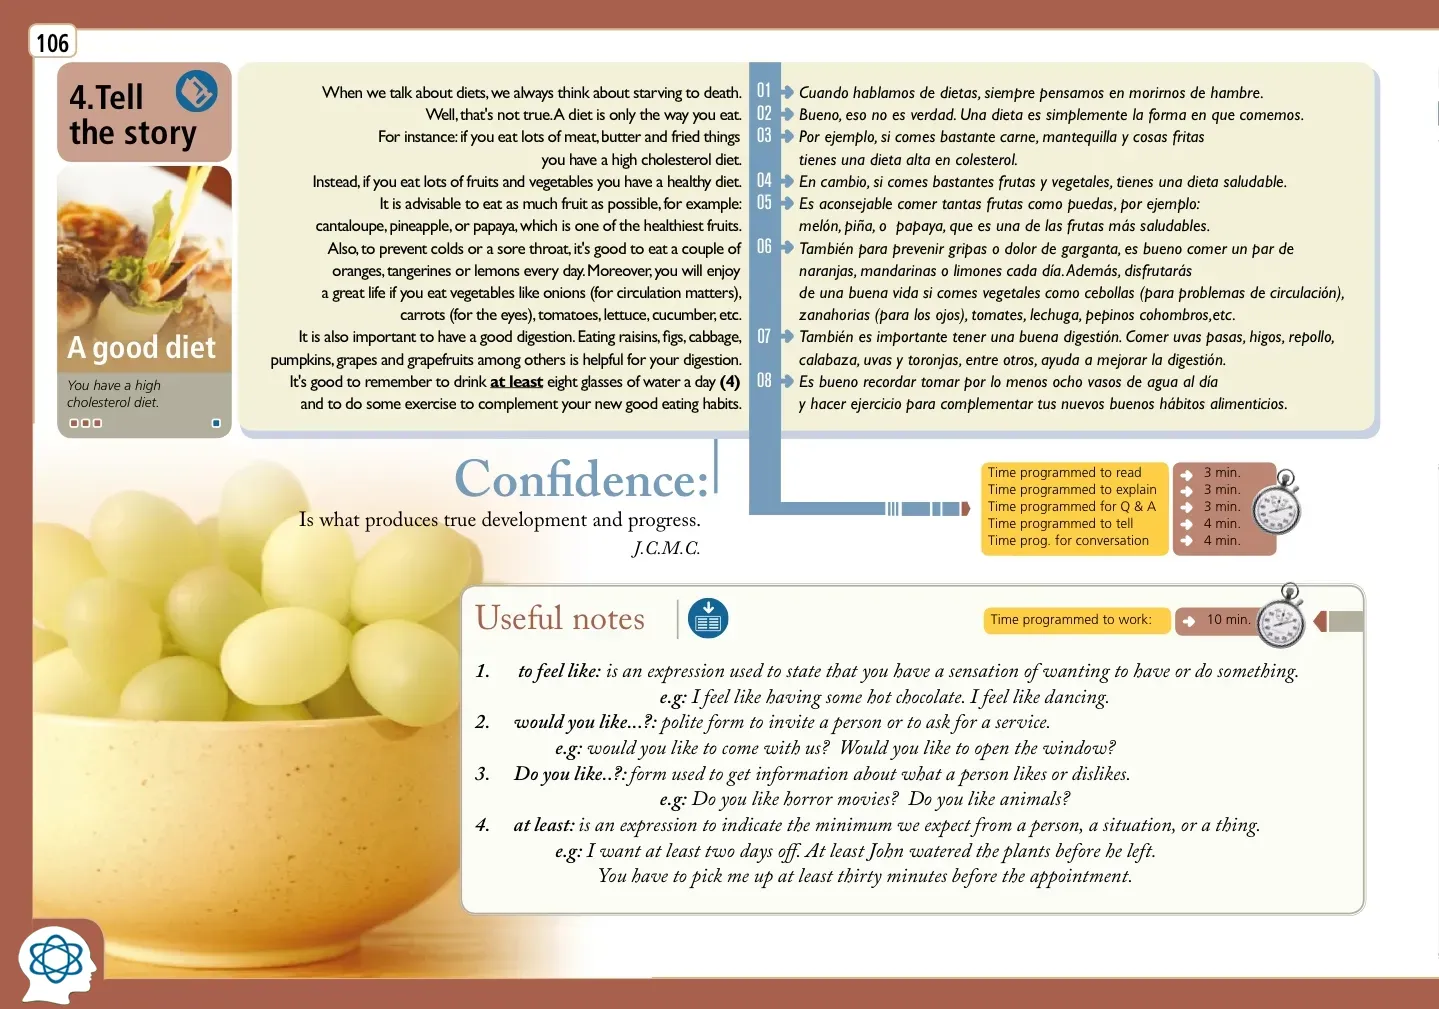 106
4.Tell
the story
A good diet
You have a high
cholesterol diet.
When we talk about diets, we always think about starving to death.
Well, that's not true. A diet is only the way you eat.
For instance: if you eat lots of meat, butter and fried things
you have a high cholesterol diet.
Instead, if you eat lots of fruits and vegetables you have a healthy diet.
It is advisable to eat as much fruit as possible, for example:
cantaloupe, pineapple, or papaya, which is one of the healthiest fruits.
Also, to prevent colds or a sore throat, it's good to eat a couple of
oranges, tangerines or lemons every day. Moreover, you will enjoy
a great life if you eat vegetables like onions (for circulation matters),
carrots (for the eyes), tomatoes, lettuce, cucumber, etc.
It is also important to have a good digestion. Eating raisins, figs, cabbage,
pumpkins, grapes and grapefruits among others is helpful for your digestion.
It's good to remember to drink at least eight glasses of water a day (4)
and to do some exercise to complement your new good eating habits.
01 Cuando hablamos de dietas, siempre pensamos en morirnos de hambre.
02 Bueno, eso no es verdad. Una dieta es simplemente la forma en que comemos.
03 Por ejemplo, si comes bastante carne, mantequilla y cosas fritas
tienes una dieta alta en colesterol.
04 En cambio, si comes bastantes frutas y vegetales, tienes una dieta saludable.
05 Es aconsejable comer tantas frutas como puedas, por ejemplo:
melón, piña, o papaya, que es una de las frutas más saludables.
06 También para prevenir gripas o dolor de garganta, es bueno comer un par de
naranjas, mandarinas o limones cada día. Además, disfrutarás
de una buena vida si comes vegetales como cebollas (para problemas de circulación),
zanahorias (para los ojos), tomates, lechuga, pepinos cohombros,etc.
07 También es importante tener una buena digestión. Comer uvas pasas, higos, repollo,
calabaza, uvas y toronjas, entre otros, ayuda a mejorar la digestión.
08 Es bueno recordar tomar por lo menos ocho vasos de agua al día
y hacer ejercicio para complementar tus nuevos buenos hábitos alimenticios.
Confidence:
Is what produces true development and progress.
J.C.M.C.
Time programmed to read 3 min.
Time programmed to explain 3 min.
Time programmed for Q & A 3 min.
Time programmed to tell 4 min.
Time prog. for conversation 4 min.
Useful notes
Time programmed to work: 10 min.
1. to feel like: is an expression used to state that you have a sensation of wanting to have or do something.
e.g: I feel like having some hot chocolate. I feel like dancing.
2. would you like...?: polite form to invite a person or to ask for a service.
e.g: would you like to come with us? Would you like to open the window?
3. Do you like..?: form used to get information about what a person likes or dislikes.
e.g: Do you like horror movies? Do you like animals?
4. at least: is an expression to indicate the minimum we expect from a person, a situation, or a thing.
e.g: I want at least two days off. At least John watered the plants before he left.
You have to pick me up at least thirty minutes before the appointment.